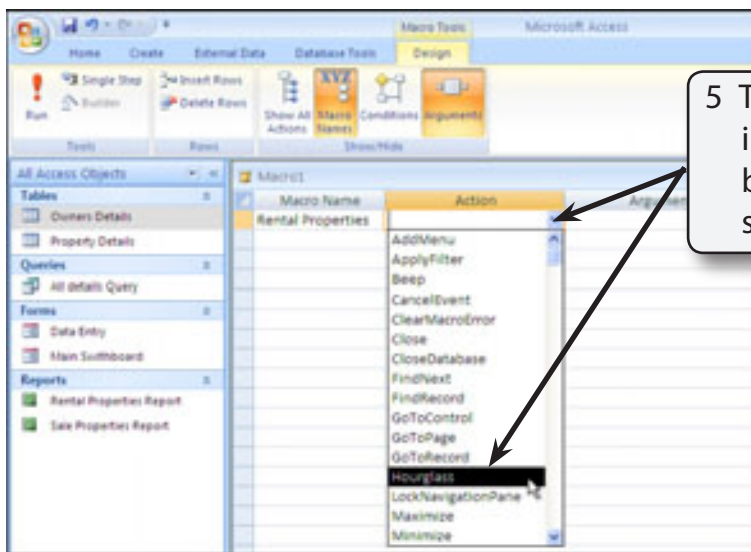 Macro Tools Microsoft Access
Home Create External Data Database Tools Design
Run
Single Step
Builder
Insert Rows
Delete Rows
Show All Actions
XYZ
Macro Names
Conditions
Arguments
Tools Rows Show/Hide
5 T
i
b
s
All Access Objects
Tables
Owners Details
Property Details
Queries
All details Query
Forms
Data Entry
Main Switchboard
Reports
Rental Properties Report
Sale Properties Report
Macro1
Macro Name Action
Rental Properties
AddMenu
ApplyFilter
Beep
CancelEvent
ClearMacroError
Close
CloseDatabase
FindNext
FindRecord
GoToControl
GoToPage
GoToRecord
Hourglass
LockNavigationPane
Maximize
Minimize